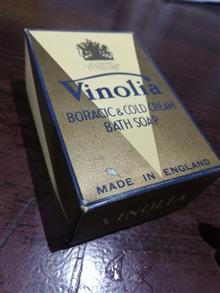 Vinolia
BORACIC & COLD CREAM
BATH SOAP
MADE IN ENGLAND
VINOLIA